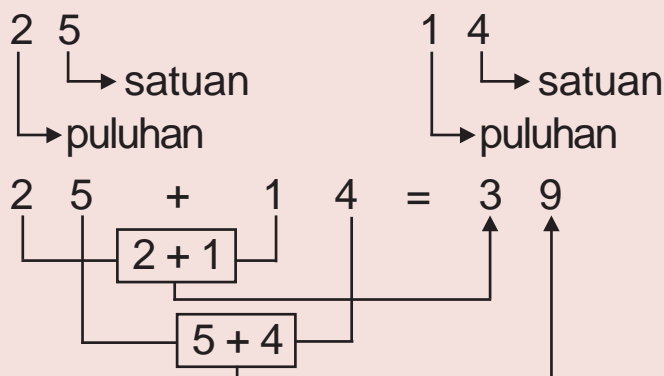 2 5 1 4
satuan satuan
puluhan puluhan
2 5 + 1 4 = 3 9
2 + 1
5 + 4